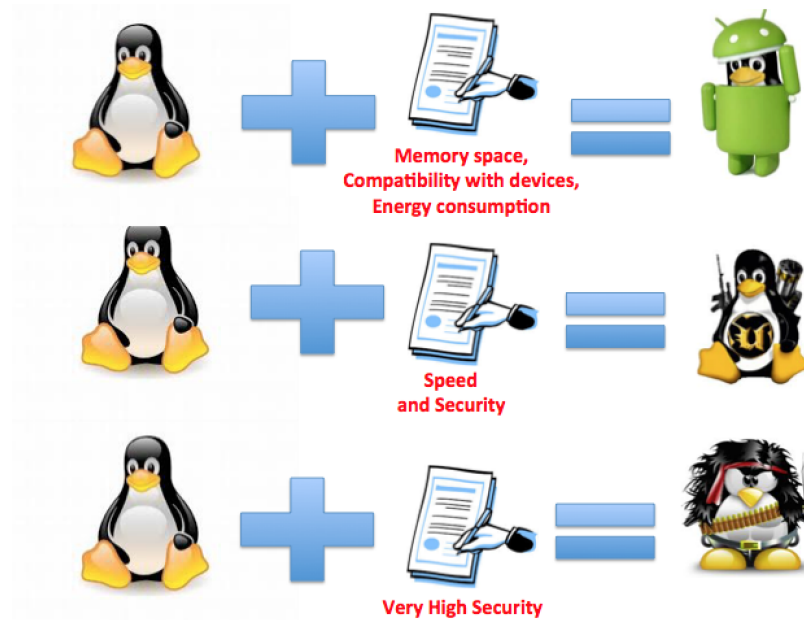 Memory space,
Compatibility with devices,
Energy consumption
Speed
and Security
Very High Security